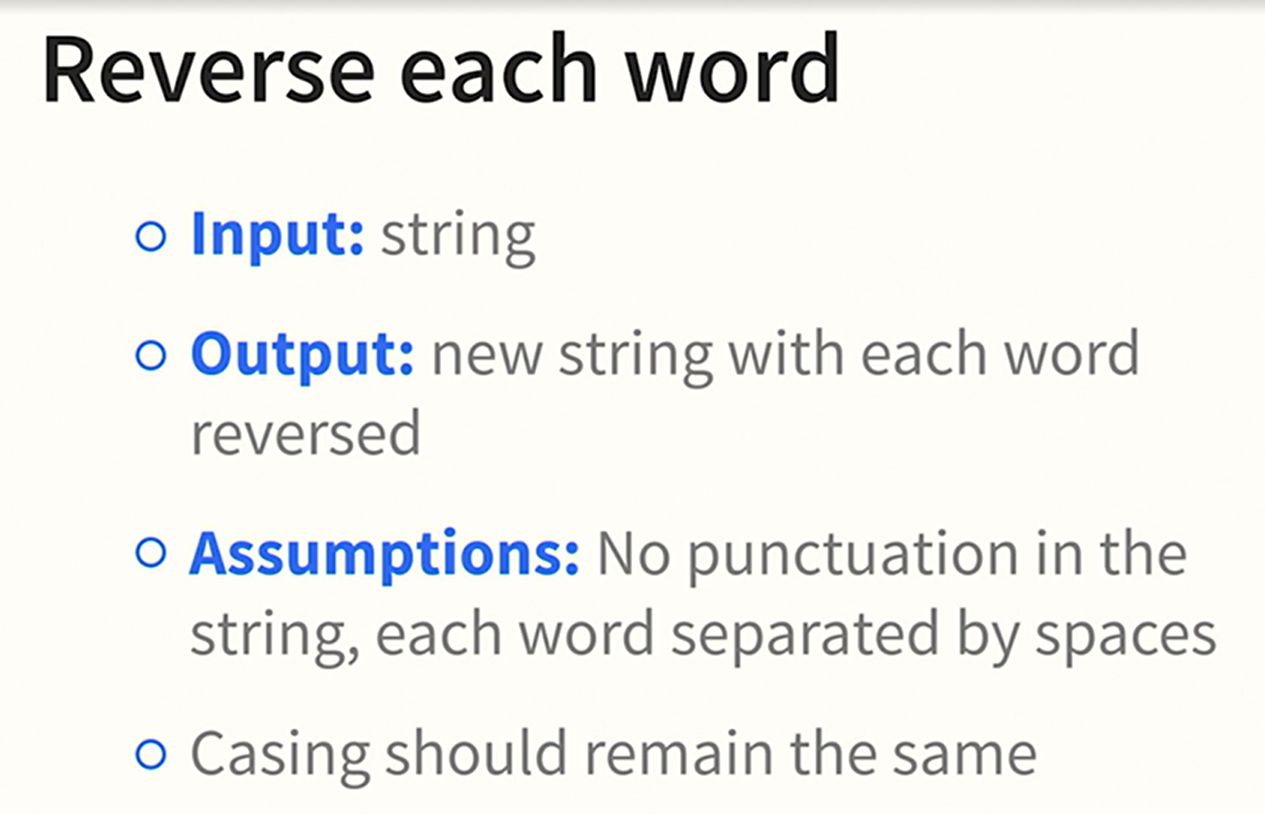 Reverse each word
Input: string
Output: new string with each word
reversed
Assumptions: No punctuation in the
string, each word separated by spaces
Casing should remain the same